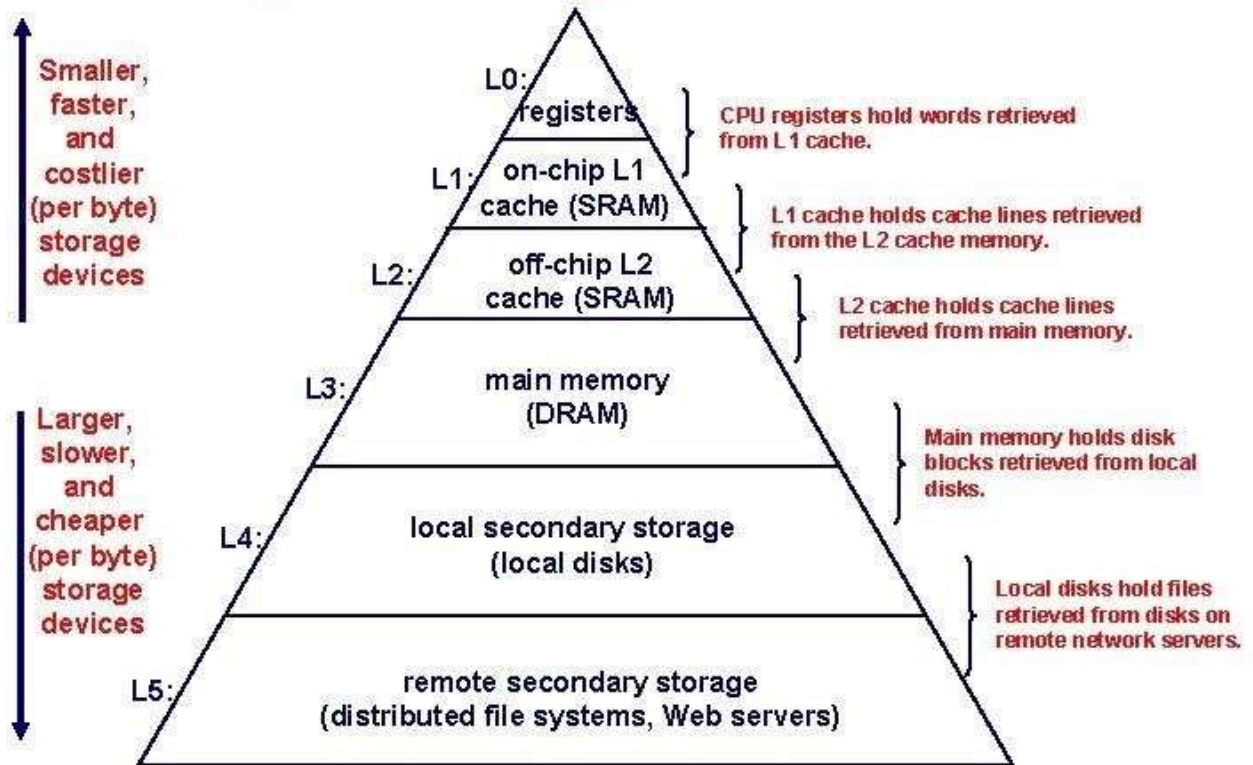 Smaller,
faster,
and
costlier
(per byte)
storage
devices
Larger,
slower,
and
cheaper
(per byte)
storage
devices
L0:
registers
L1:
on-chip L1
cache (SRAM)
L2:
off-chip L2
cache (SRAM)
L3:
main memory
(DRAM)
L4:
local secondary storage
(local disks)
L5:
remote secondary storage
(distributed file systems, Web servers)
CPU registers hold words retrieved
from L1 cache.
L1 cache holds cache lines retrieved
from the L2 cache memory.
L2 cache holds cache lines
retrieved from main memory.
Main memory holds disk
blocks retrieved from local
disks.
Local disks hold files
retrieved from disks on
remote network servers.